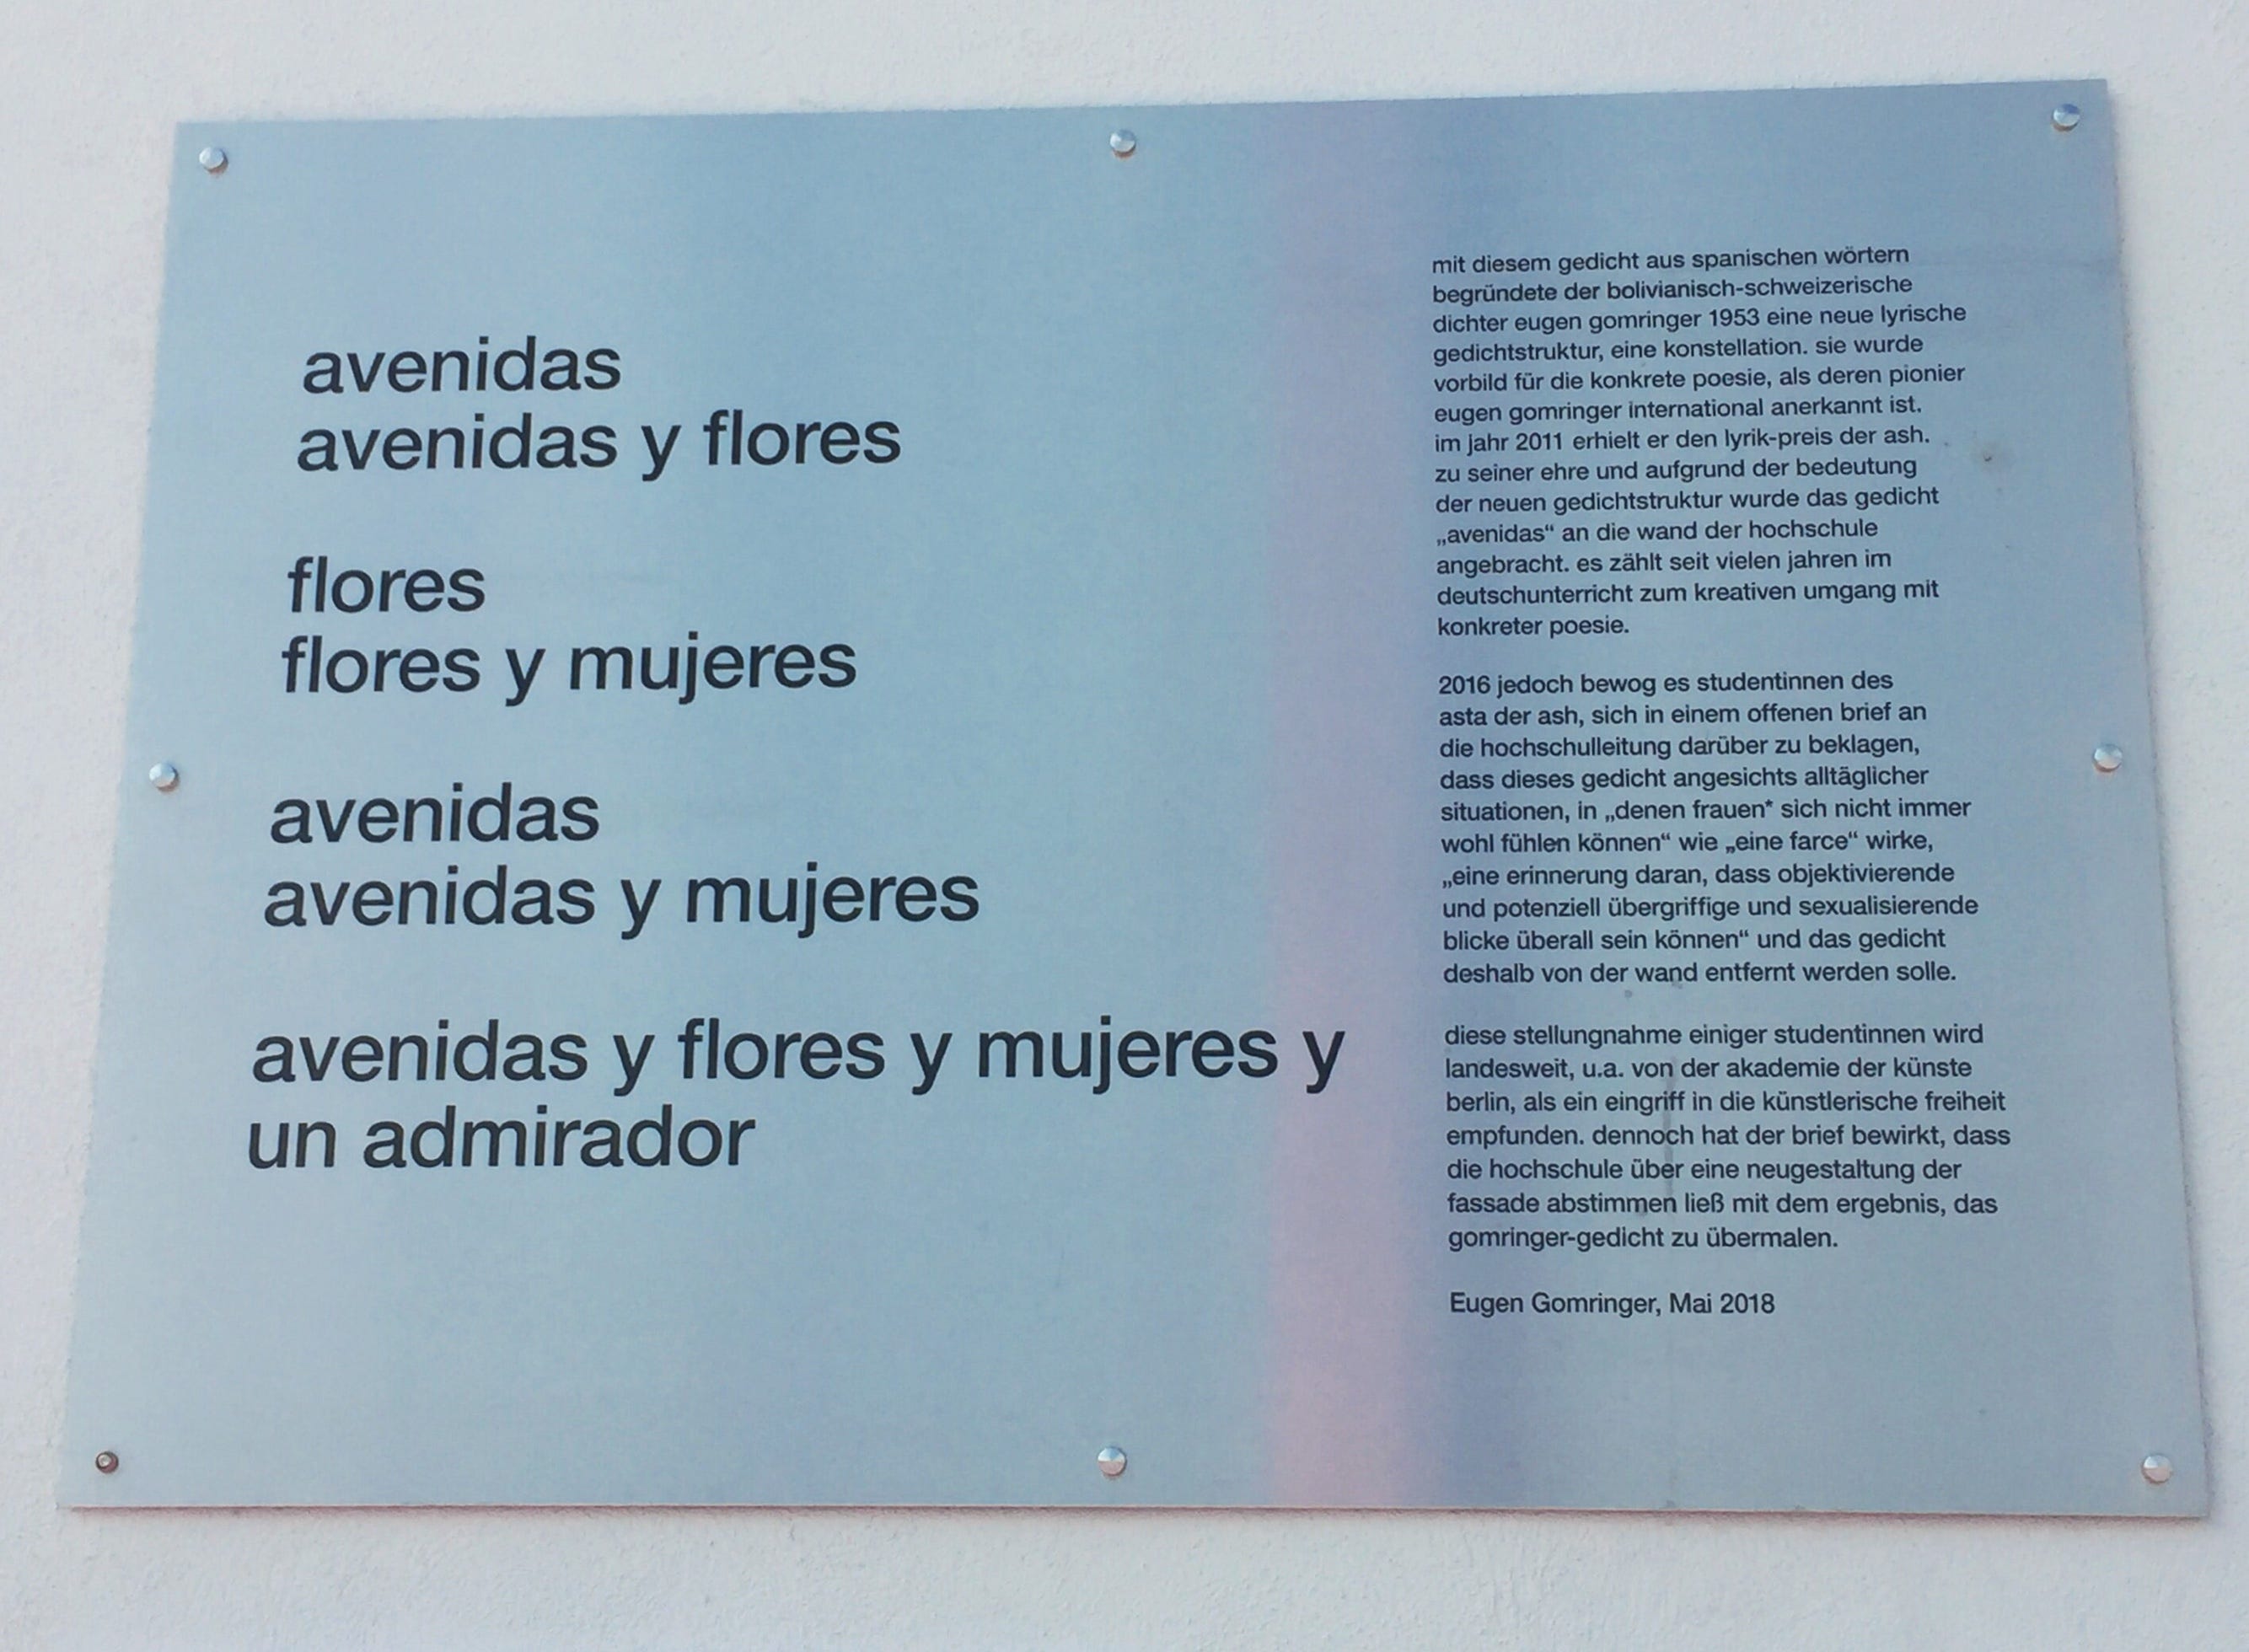 avenidas
avenidas y flores
flores
flores y mujeres
avenidas
avenidas y mujeres
avenidas y flores y mujeres y
un admirador
mit diesem gedicht aus spanischen wörtern
begründete der bolivianisch-schweizerische
dichter eugen gomringer 1953 eine neue lyrische
gedichtstruktur, eine konstellation. sie wurde
vorbild für die konkrete poesie, als deren pionier
eugen gomringer international anerkannt ist.
im jahr 2011 erhielt er den lyrik-preis der ash.
zu seiner ehre und aufgrund der bedeutung
der neuen gedichtstruktur wurde das gedicht
„avenidas“ an die wand der hochschule
angebracht. es zählt seit vielen jahren im
deutschunterricht zum kreativen umgang mit
konkreter poesie.
2016 jedoch bewog es studentinnen des
asta der ash, sich in einem offenen brief an
die hochschulleitung darüber zu beklagen,
dass dieses gedicht angesichts alltäglicher
situationen, in „denen frauen* sich nicht immer
wohl fühlen können“ wie „eine farce“ wirke,
„eine erinnerung daran, dass objektivierende
und potenziell übergriffige und sexualisierende
blicke überall sein können“ und das gedicht
deshalb von der wand entfernt werden solle.
diese stellungnahme einiger studentinnen wird
landesweit, u.a. von der akademie der künste
berlin, als ein eingriff in die künstlerische freiheit
empfunden. dennoch hat der brief bewirkt, dass
die hochschule über eine neugestaltung der
fassade abstimmen ließ mit dem ergebnis, das
gomringer-gedicht zu übermalen.
Eugen Gomringer, Mai 2018